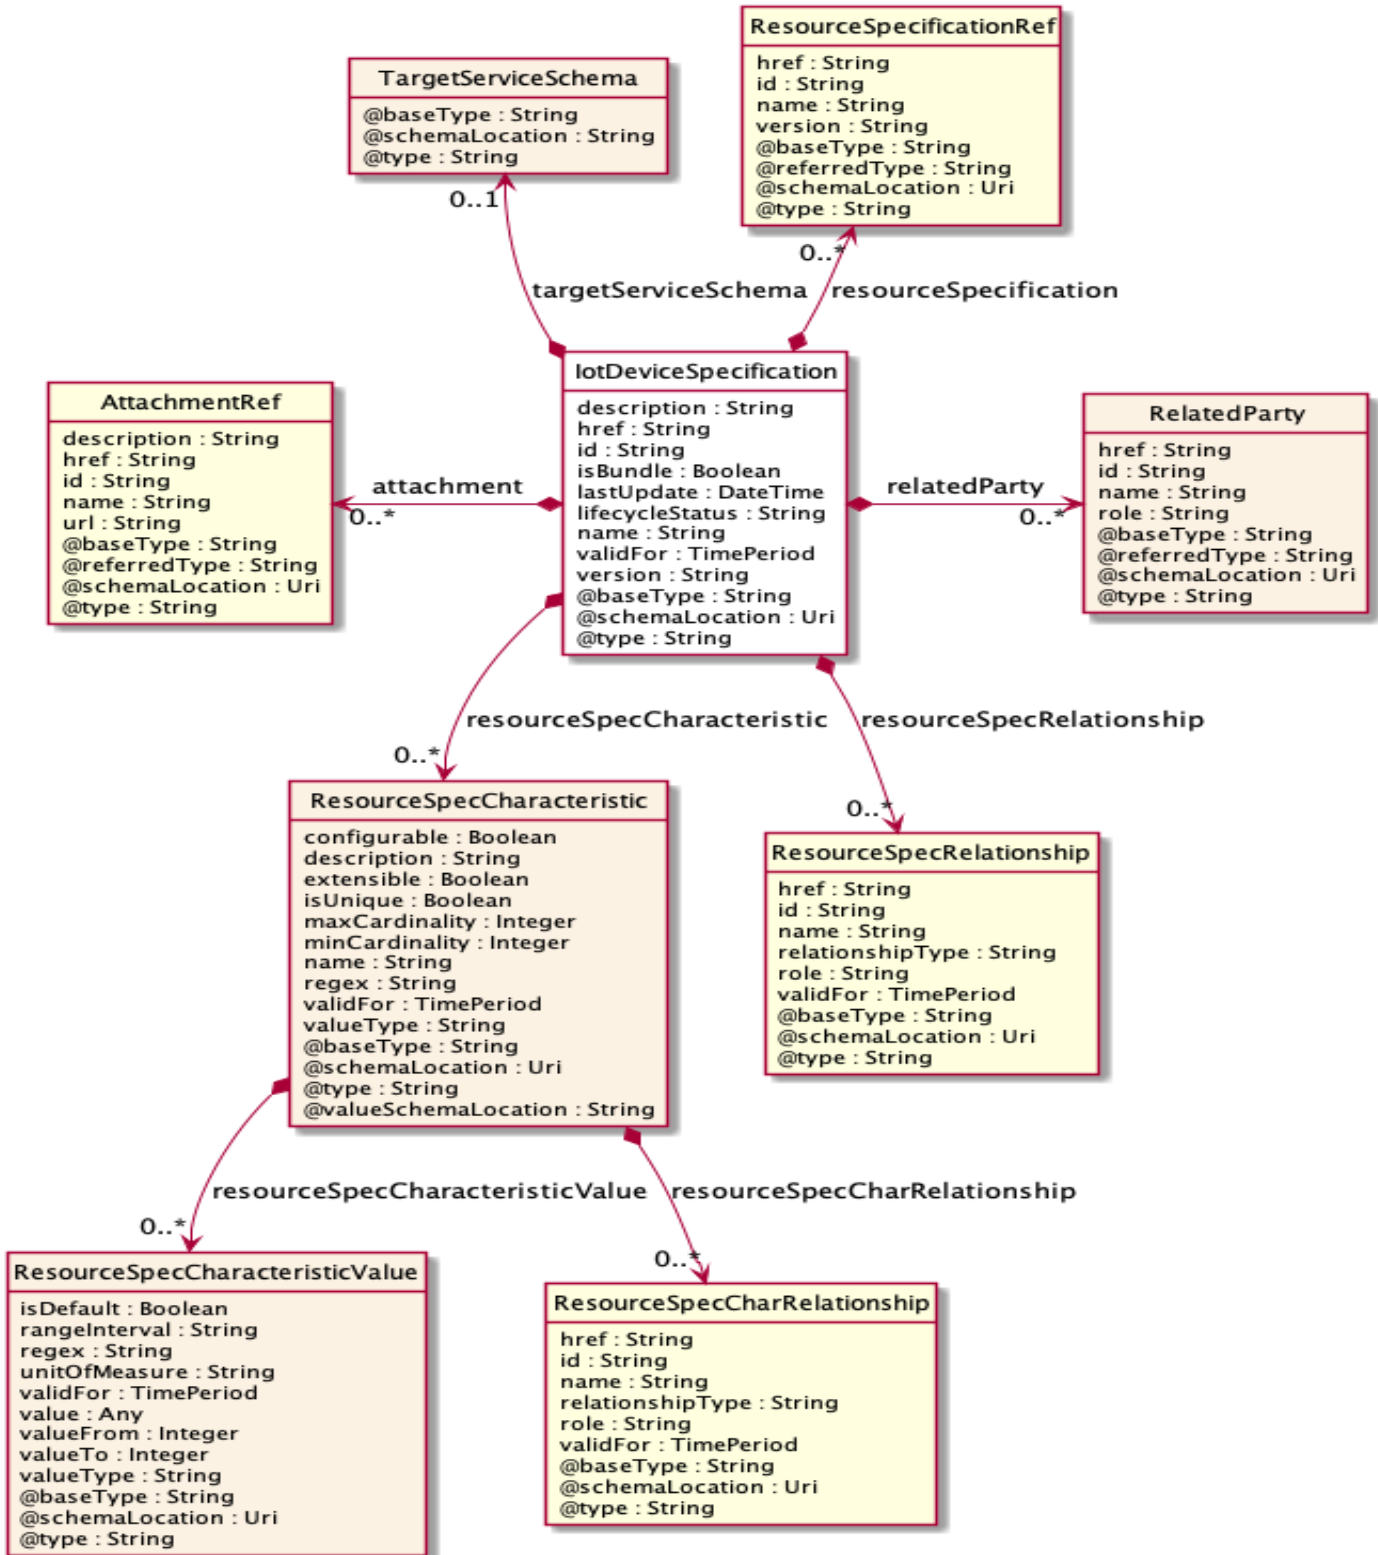 ResourceSpecificationRef
href : String
id : String
name : String
version : String
@baseType : String
@referredType : String
@schemaLocation : Uri
@type : String
TargetServiceSchema
@baseType : String
@schemaLocation : String
@type : String
0..1
0..*
targetServiceSchema
resourceSpecification
IotDeviceSpecification
description : String
href : String
id : String
isBundle : Boolean
lastUpdate : DateTime
lifecycleStatus : String
name : String
validFor : TimePeriod
version : String
@baseType : String
@schemaLocation : Uri
@type : String
AttachmentRef
description : String
href : String
id : String
name : String
url : String
@baseType : String
@referredType : String
@schemaLocation : Uri
@type : String
attachment
0..*
relatedParty
0..*
RelatedParty
href : String
id : String
name : String
role : String
@baseType : String
@referredType : String
@schemaLocation : Uri
@type : String
resourceSpecCharacteristic
0..*
resourceSpecRelationship
0..*
ResourceSpecCharacteristic
configurable : Boolean
description : String
extensible : Boolean
isUnique : Boolean
maxCardinality : Integer
minCardinality : Integer
name : String
regex : String
validFor : TimePeriod
valueType : String
@baseType : String
@schemaLocation : Uri
@type : String
@valueSchemaLocation : String
ResourceSpecRelationship
href : String
id : String
name : String
relationshipType : String
role : String
validFor : TimePeriod
@baseType : String
@schemaLocation : Uri
@type : String
resourceSpecCharacteristicValue
0..*
resourceSpecCharRelationship
0..*
ResourceSpecCharacteristicValue
isDefault : Boolean
rangeInterval : String
regex : String
unitOfMeasure : String
validFor : TimePeriod
value : Any
valueFrom : Integer
valueTo : Integer
valueType : String
@baseType : String
@schemaLocation : Uri
@type : String
ResourceSpecCharRelationship
href : String
id : String
name : String
relationshipType : String
role : String
validFor : TimePeriod
@baseType : String
@schemaLocation : Uri
@type : String